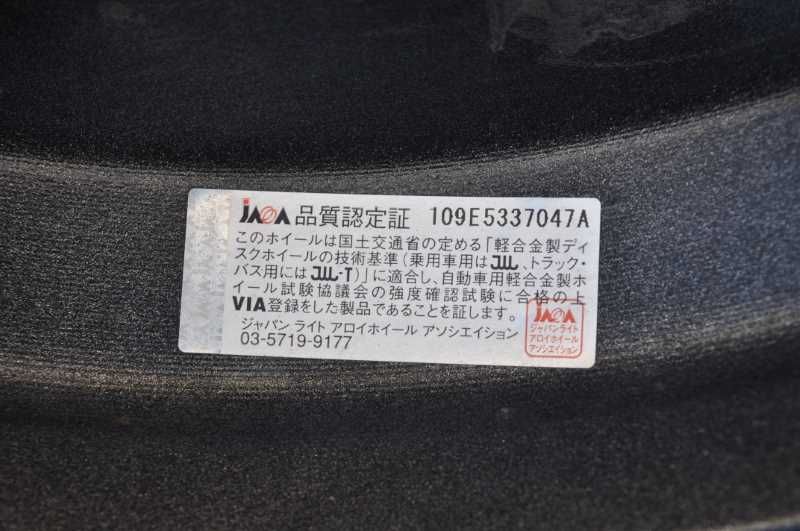 JAWA 品質認定証 109E5337047A
このホイールは国土交通省の定める「軽合金製ディ
スクホイールの技術基準（乗用車用はJWL、トラック・
バス用にはJWL-T）」に適合し、自動車用軽合金製ホ
イール試験協議会の強度確認試験に合格の上
VIA登録をした製品であることを証します。
ジャパン ライト アロイホイール アソシエイション
03-5719-9177
JAWA
ジャパンライト
アロイホイール
アソシエイション